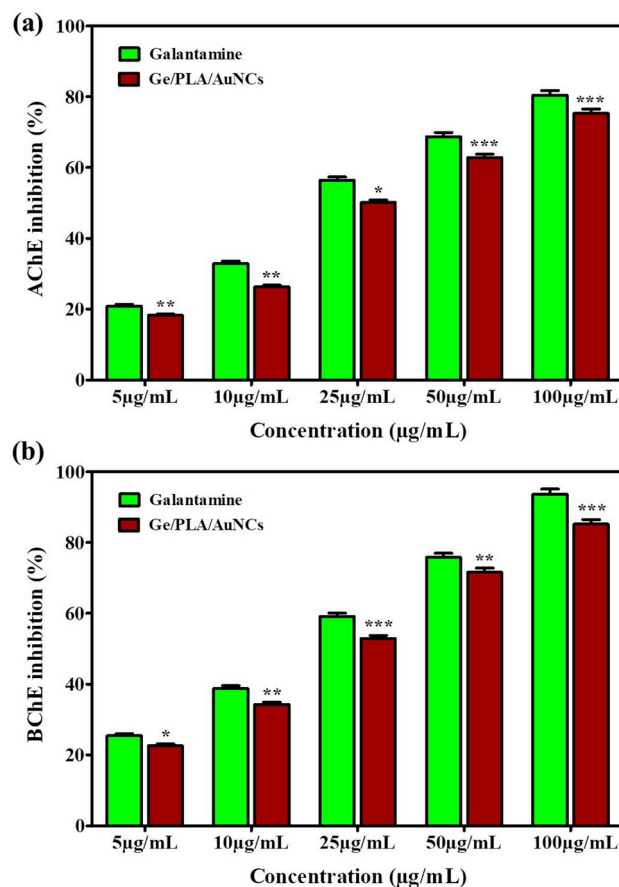 (a)
100
80
60
40
20
0
AChE inhibition (%)
Galantamine
Ge/PLA/AuNCs
**
**
*
***
***
5µg/mL 10µg/mL 25µg/mL 50µg/mL 100µg/mL
Concentration (µg/mL)
(b)
100
80
60
40
20
0
BChE inhibition (%)
Galantamine
Ge/PLA/AuNCs
*
**
***
**
***
5µg/mL 10µg/mL 25µg/mL 50µg/mL 100µg/mL
Concentration (µg/mL)